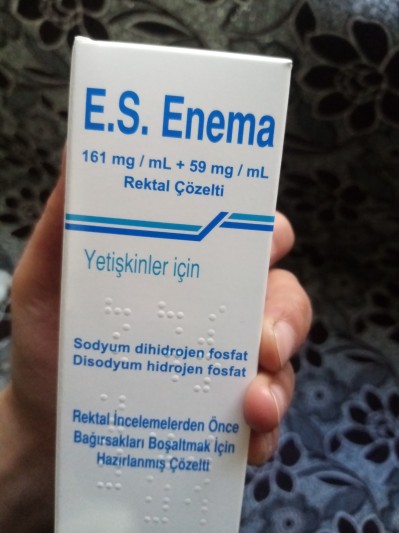 E.S. Enema
161 mg / mL + 59 mg / mL
Rektal Çözelti
Yetişkinler için
Sodyum dihidrojen fosfat
Disodyum hidrojen fosfat
Rektal İncelemelerden Önce
Bağırsakları Boşaltmak İçin
Hazırlanmış Çözelti